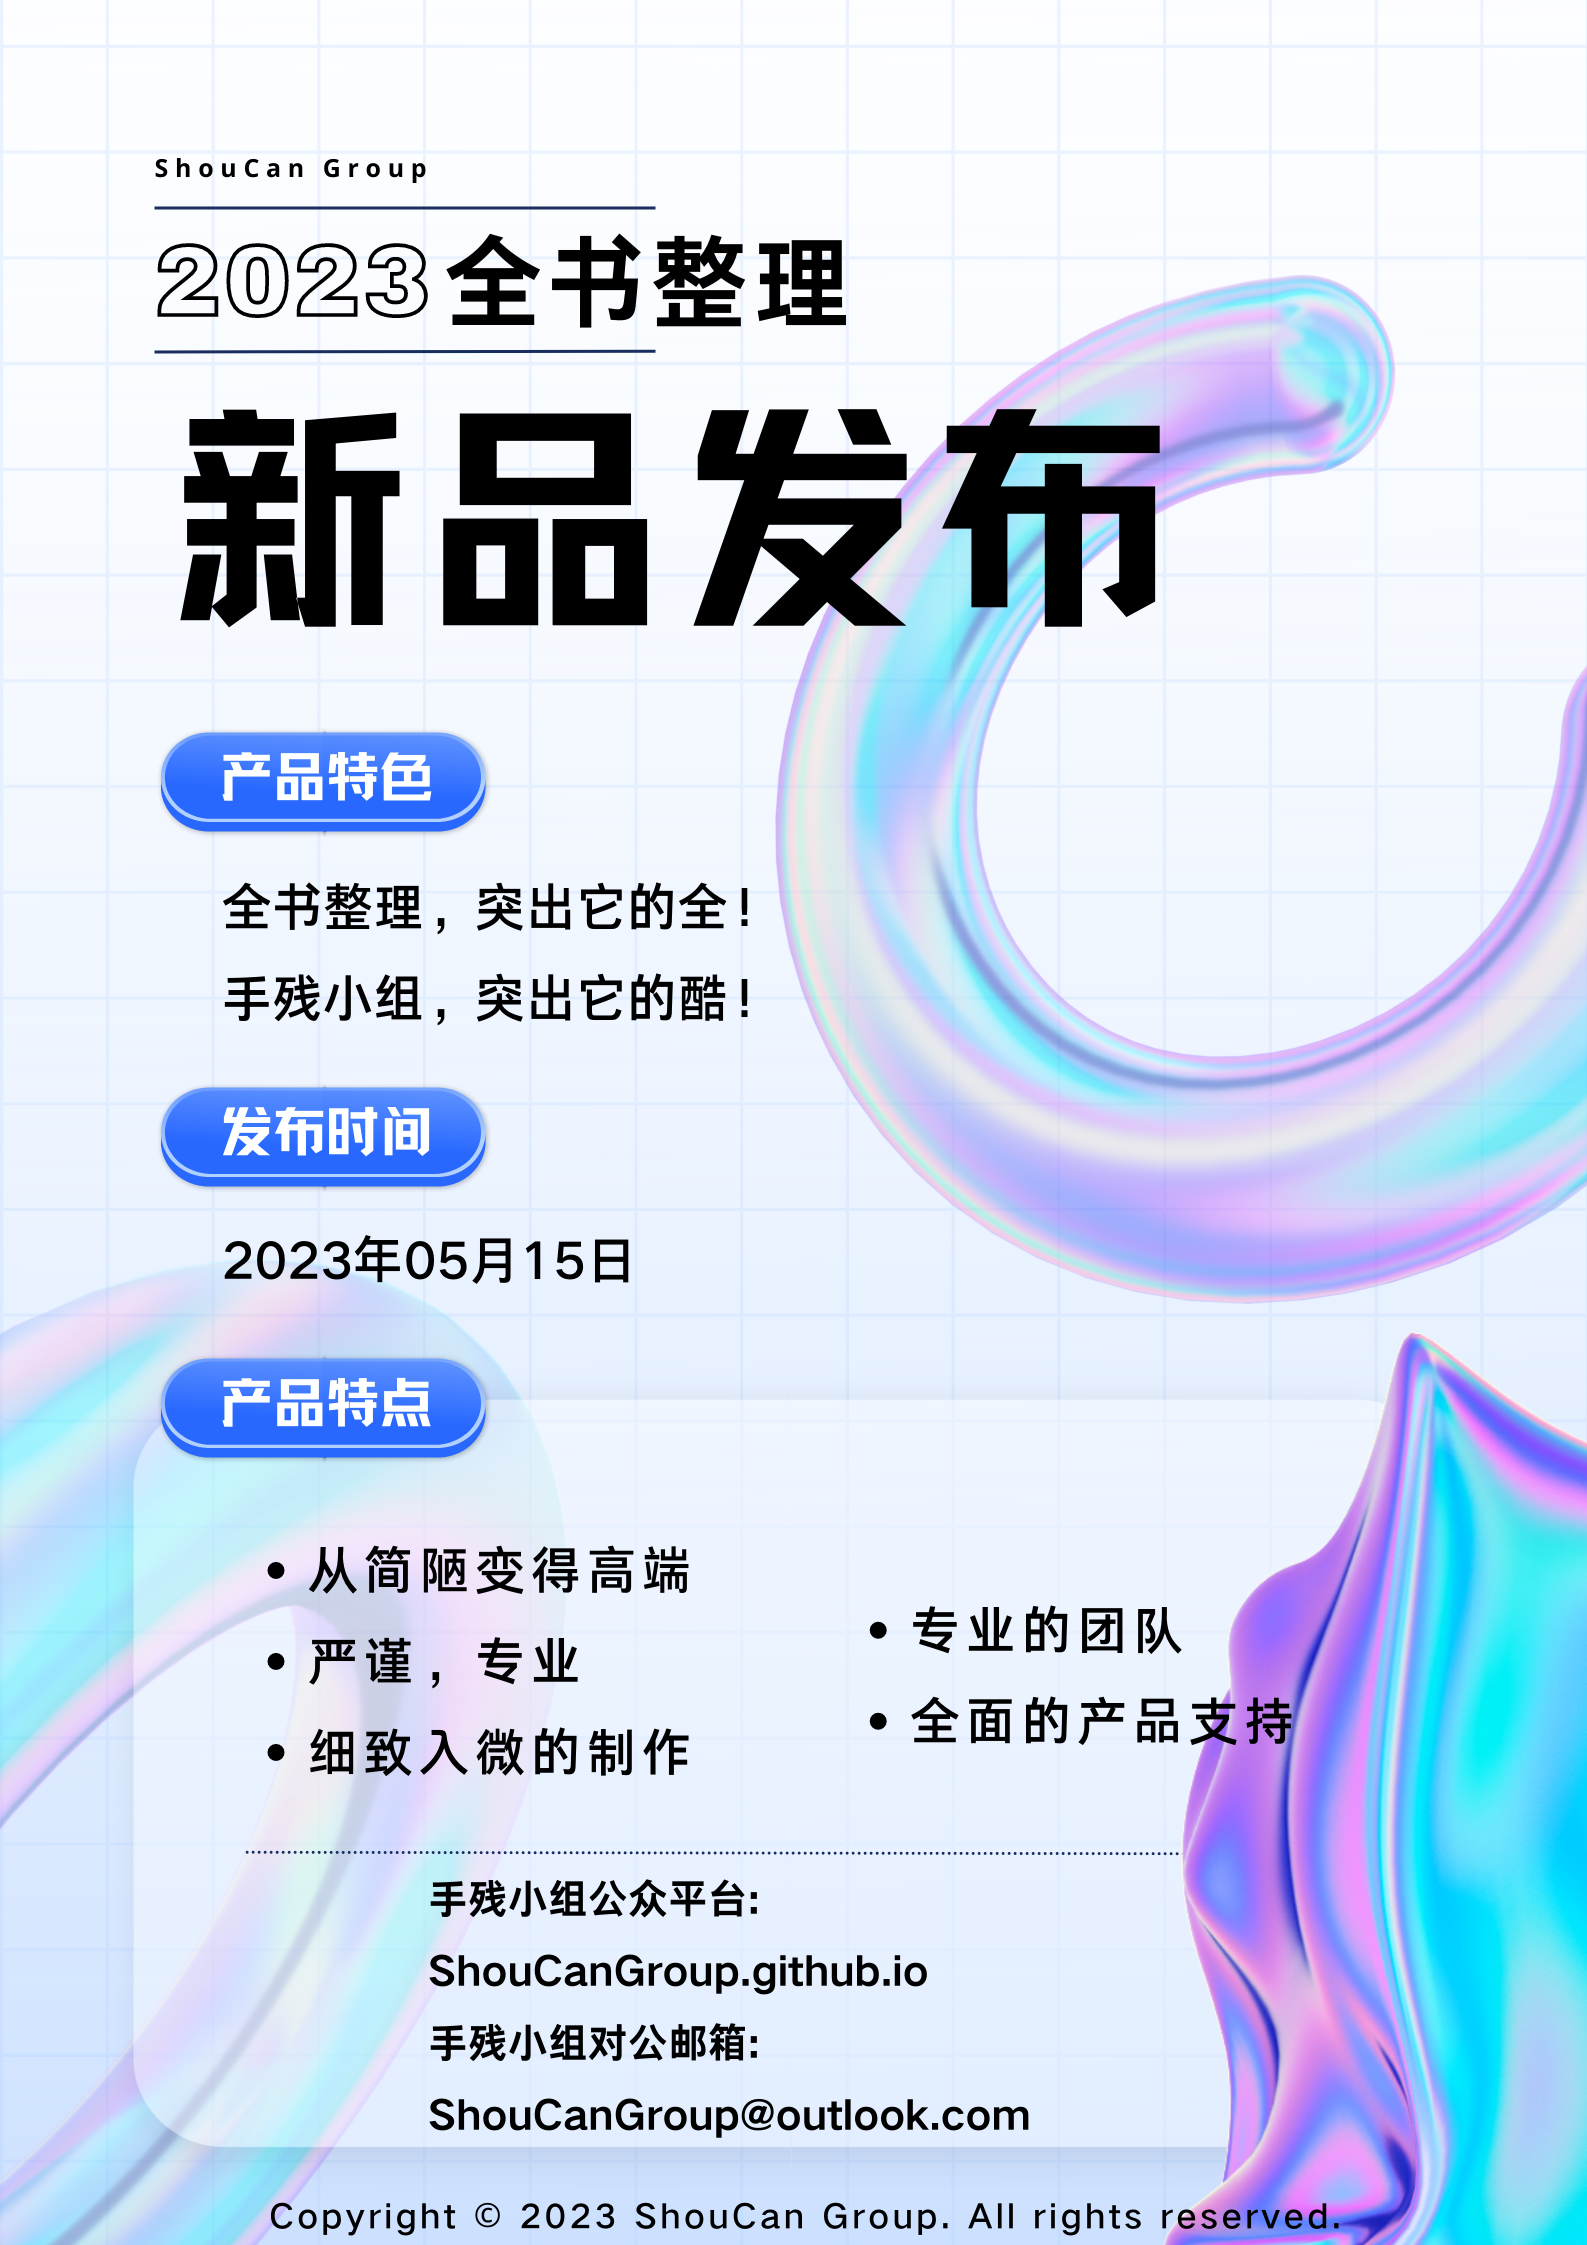 ShouCan Group
2023全书整理
新品发布
产品特色
全书整理，突出它的全！
手残小组，突出它的酷！
发布时间
2023年05月15日
产品特点
• 从简陋变得高端
• 严谨，专业
• 细致入微的制作
• 专业的团队
• 全面的产品支持
手残小组公众平台:
ShouCanGroup.github.io
手残小组对公邮箱:
ShouCanGroup@outlook.com
Copyright © 2023 ShouCan Group. All rights reserved.